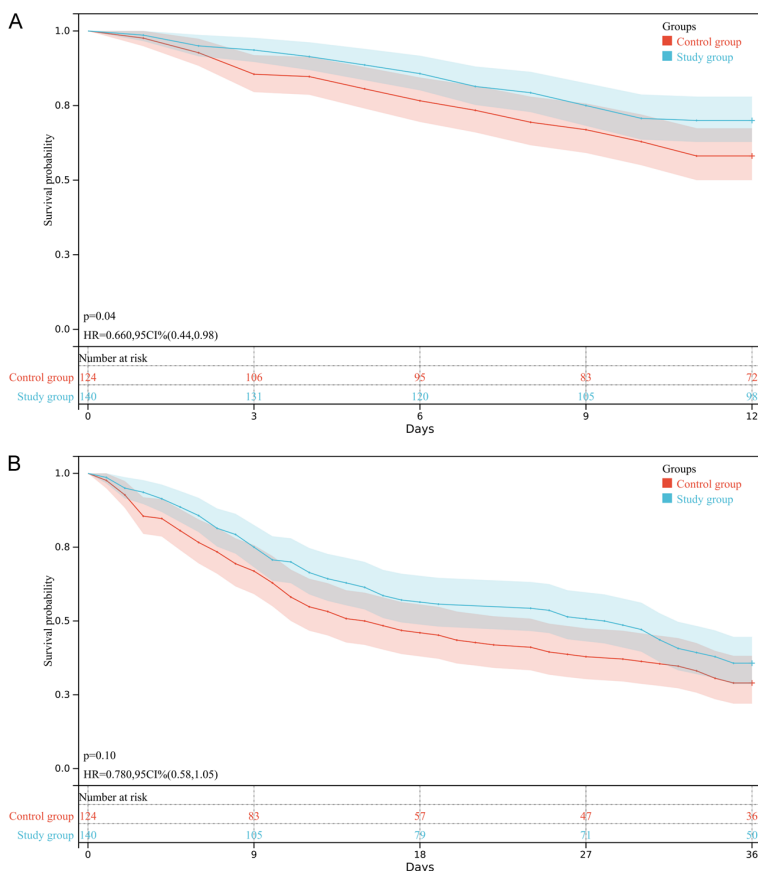 A
Groups
Control group
Study group
1.0
0.8
0.5
0.3
0.0
Survival probability
p=0.04
HR=0.660,95CI%(0.44,0.98)
Number at risk
Control group 124 106 95 83 72
Study group 140 131 120 105 98
0 3 6 9 12
Days
B
Groups
Control group
Study group
1.0
0.8
0.5
0.3
0.0
Survival probability
p=0.10
HR=0.780,95CI%(0.58,1.05)
Number at risk
Control group 124 83 57 47 36
Study group 140 105 79 71 50
0 9 18 27 36
Days